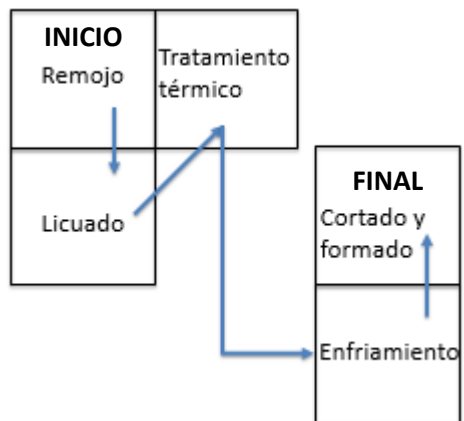 INICIO
Remojo
Tratamiento
térmico
Licuado
FINAL
Cortado y
formado
Enfriamiento